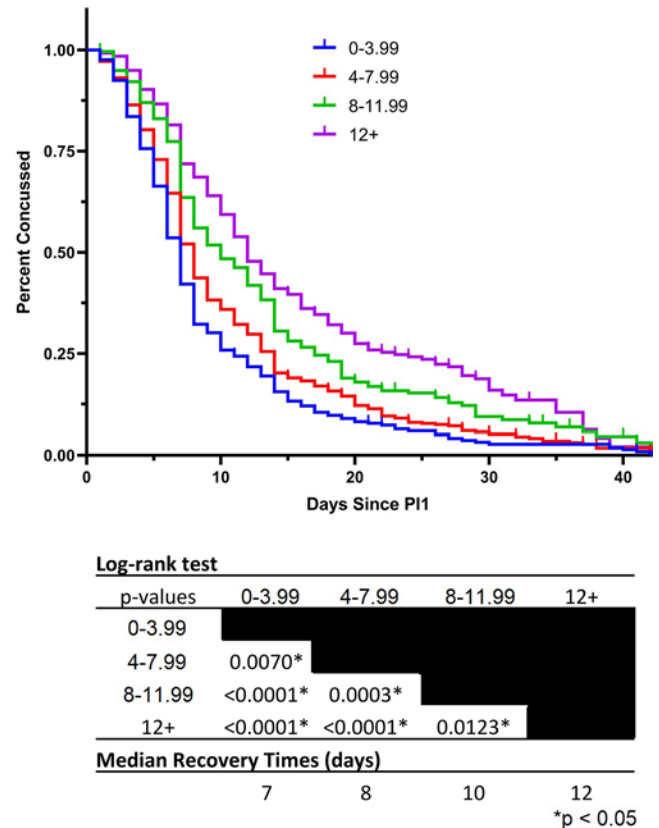 1.00
0.75
0.50
0.25
0.00
Percent Concussed
0-3.99
4-7.99
8-11.99
12+
0 10 20 30 40
Days Since PI1
Log-rank test
p-values 0-3.99 4-7.99 8-11.99 12+
0-3.99
4-7.99 0.0070*
8-11.99 <0.0001* 0.0003*
12+ <0.0001* <0.0001* 0.0123*
Median Recovery Times (days)
7 8 10 12
*p < 0.05